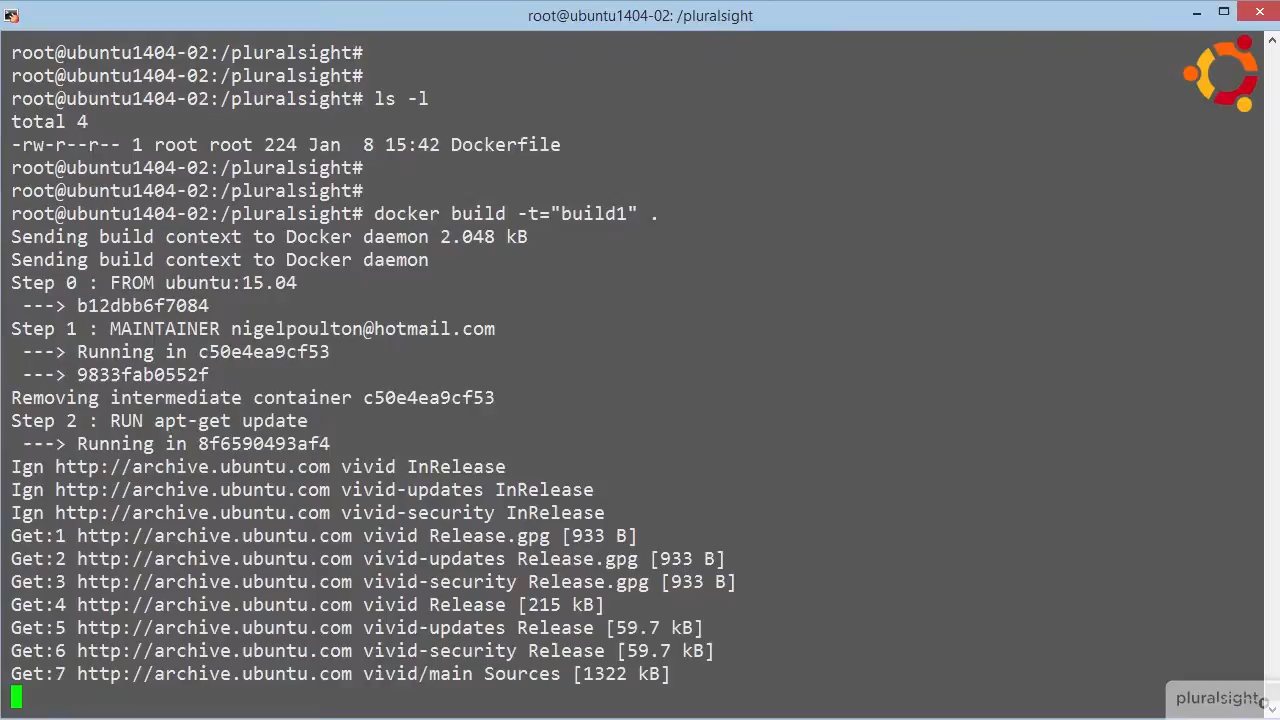 root@ubuntu1404-02: /pluralsight
root@ubuntu1404-02:/pluralsight#
root@ubuntu1404-02:/pluralsight#
root@ubuntu1404-02:/pluralsight# ls -l
total 4
-rw-r--r-- 1 root root 224 Jan  8 15:42 Dockerfile
root@ubuntu1404-02:/pluralsight#
root@ubuntu1404-02:/pluralsight#
root@ubuntu1404-02:/pluralsight# docker build -t="build1" .
Sending build context to Docker daemon 2.048 kB
Sending build context to Docker daemon
Step 0 : FROM ubuntu:15.04
 ---> b12dbb6f7084
Step 1 : MAINTAINER nigelpoulton@hotmail.com
 ---> Running in c50e4ea9cf53
 ---> 9833fab0552f
Removing intermediate container c50e4ea9cf53
Step 2 : RUN apt-get update
 ---> Running in 8f6590493af4
Ign http://archive.ubuntu.com vivid InRelease
Ign http://archive.ubuntu.com vivid-updates InRelease
Ign http://archive.ubuntu.com vivid-security InRelease
Get:1 http://archive.ubuntu.com vivid Release.gpg [933 B]
Get:2 http://archive.ubuntu.com vivid-updates Release.gpg [933 B]
Get:3 http://archive.ubuntu.com vivid-security Release.gpg [933 B]
Get:4 http://archive.ubuntu.com vivid Release [215 kB]
Get:5 http://archive.ubuntu.com vivid-updates Release [59.7 kB]
Get:6 http://archive.ubuntu.com vivid-security Release [59.7 kB]
Get:7 http://archive.ubuntu.com vivid/main Sources [1322 kB]
pluralsight